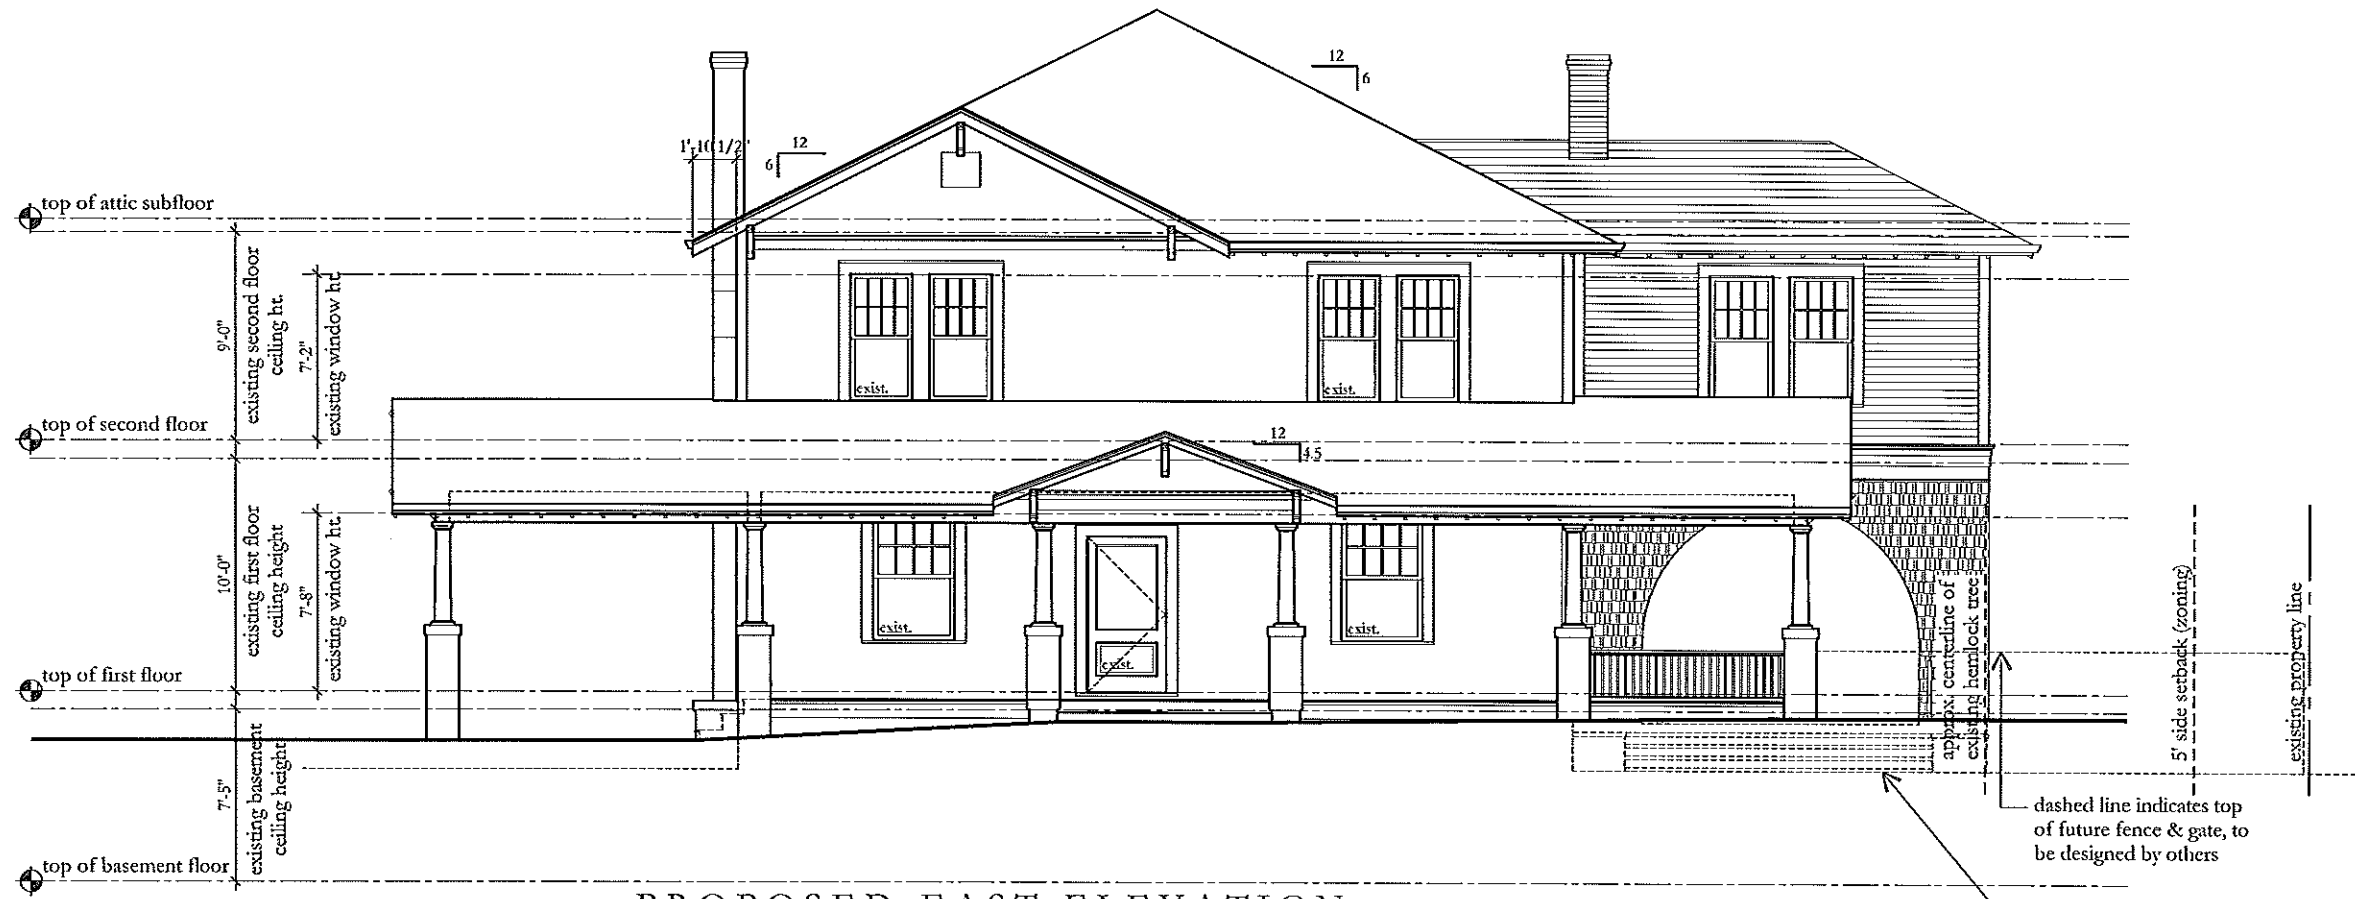 12
6
1'-10 1/2"
12
6
top of attic subfloor
9'-0"
existing second floor
ceiling ht.
7'-2"
existing window ht.
exist.
exist.
top of second floor
12
4.5
10'-0"
existing first floor
ceiling height
7'-8"
existing window ht.
exist.
exist.
exist.
approx. centerline of
existing hemlock tree
5' side setback (zoning)
existing property line
top of first floor
7'-5"
existing basement
ceiling height
dashed line indicates top
of future fence & gate, to
be designed by others
top of basement floor
PROPOSED EAST ELEVATION